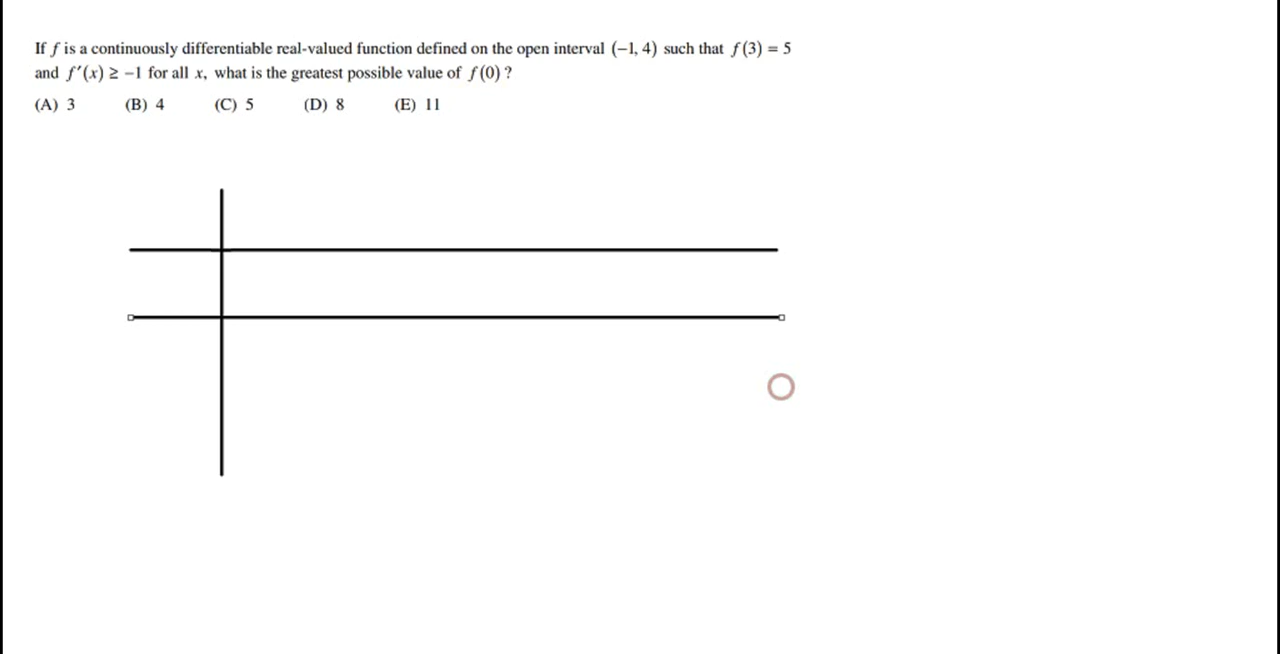 If f is a continuously differentiable real-valued function defined on the open interval (−1, 4) such that f(3) = 5
and f′(x) ≥ −1 for all x, what is the greatest possible value of f(0) ?
(A) 3 (B) 4 (C) 5 (D) 8 (E) 11